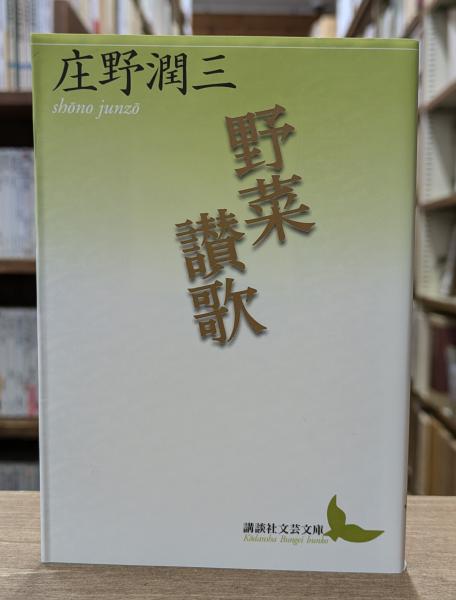 庄野潤三
shōno junzō
野菜
讃歌
講談社文芸文庫
Kōdansha Bungei bunko